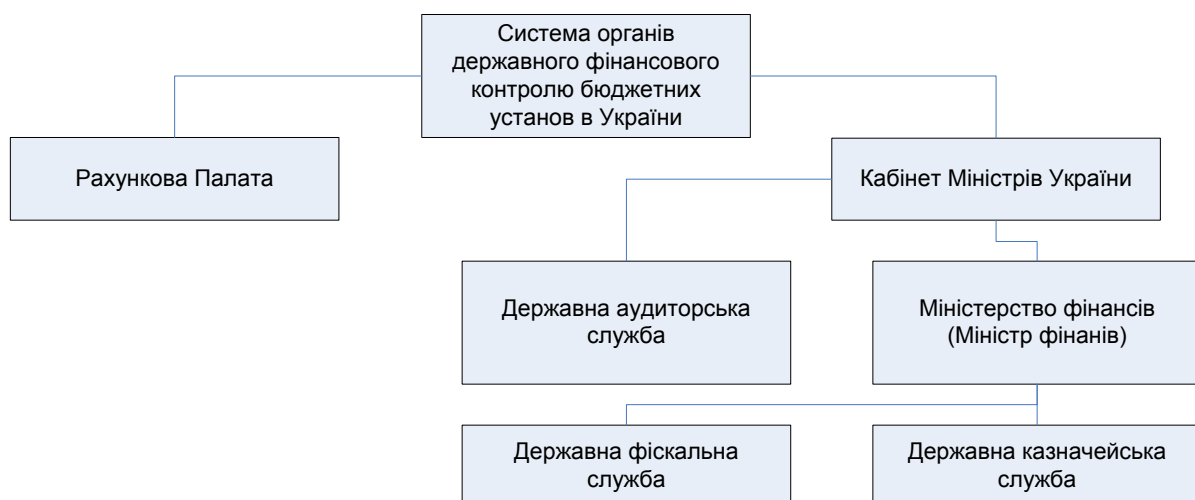 Система органів
державного фінансового
контролю бюджетних
установ в Україні
Рахункова Палата
Кабінет Міністрів України
Державна аудиторська
служба
Міністерство фінансів
(Міністр фінанів)
Державна фіскальна
служба
Державна казначейська
служба